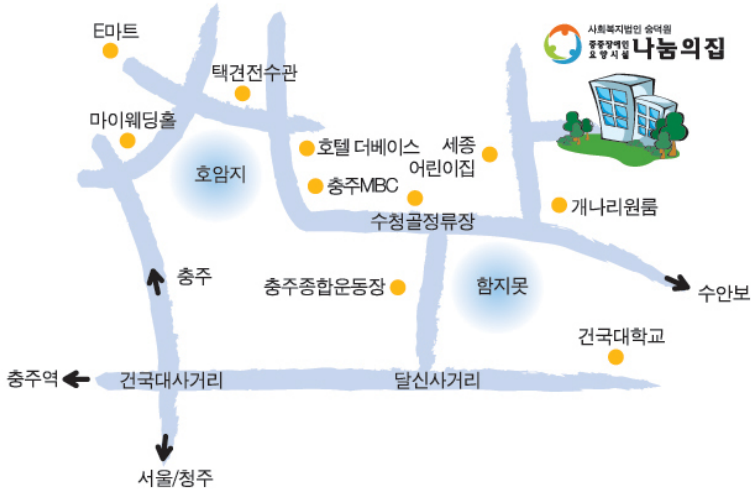 E마트
사회복지법인 숭덕원
중증장애인
요양시설
나눔의집
택견전수관
마이웨딩홀
호텔 더베이스
세종
어린이집
호암지
충주MBC
개나리원룸
수청골정류장
충주
충주종합운동장
함지못
수안보
건국대학교
충주역
건국대사거리
달신사거리
서울/청주